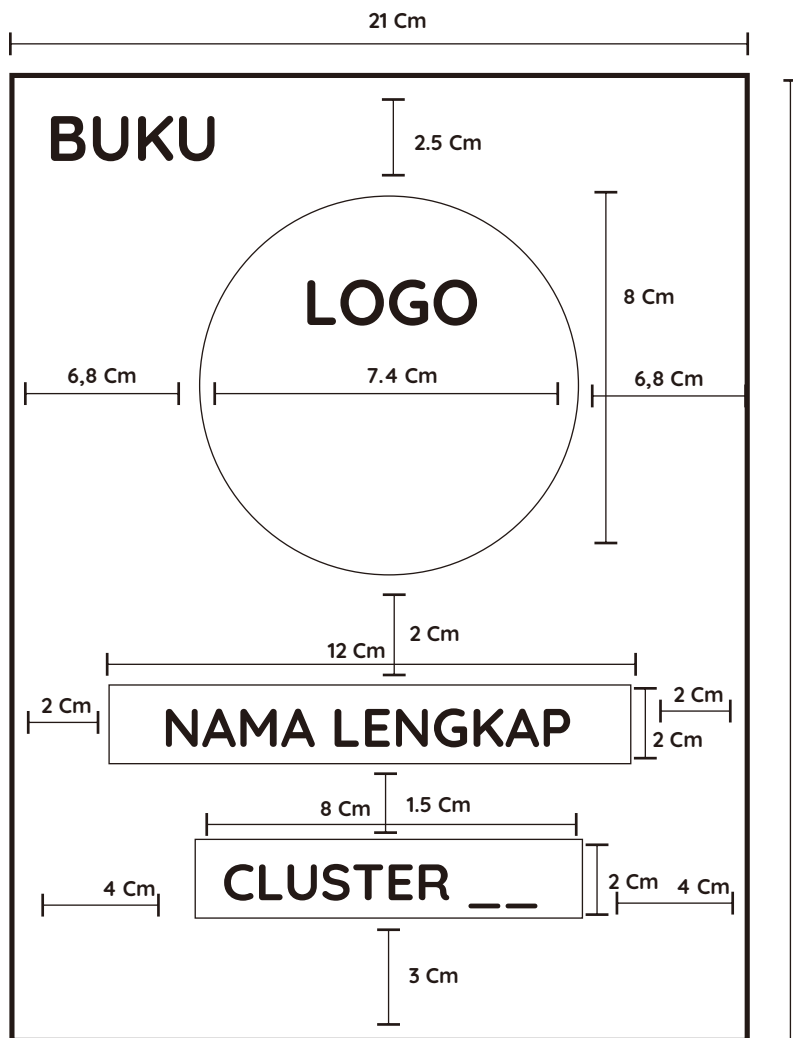 21 Cm
BUKU
2.5 Cm
LOGO
8 Cm
6,8 Cm
7.4 Cm
6,8 Cm
2 Cm
12 Cm
2 Cm
2 Cm
NAMA LENGKAP
2 Cm
8 Cm
1.5 Cm
4 Cm
CLUSTER _ _
2 Cm
4 Cm
3 Cm